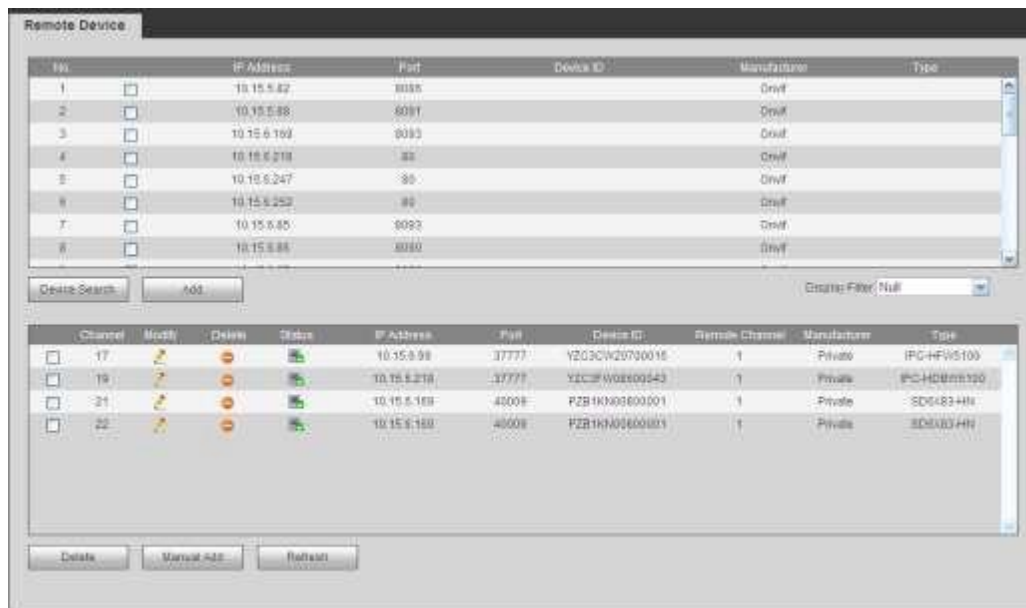 Remote Device
No. IP Address Port Device ID Manufacturer Type
1 10.15.5.82 Onvif
2 10.15.5.88 8091 Onvif
3 10.15.6.169 8093 Onvif
4 10.15.6.218 80 Onvif
5 10.15.6.247 80 Onvif
6 10.15.6.252 80 Onvif
7 10.15.6.85 8093 Onvif
8 10.15.6.86 Onvif
Device Search Add Display Filter Null
Channel Modify Delete Status IP Address Port Device ID Remote Channel Manufacturer Type
17 37777 1 Private IPC-HFW5100
19 10.15.6.218 37777 1 Private IPC-HDBW5100
21 10.15.6.169 40009 PZB1KN00600001 1 Private SD6X83-HN
22 10.15.6.169 40009 PZB1KN00600001 1 Private SD6X83-HN
Delete Manual Add Refresh